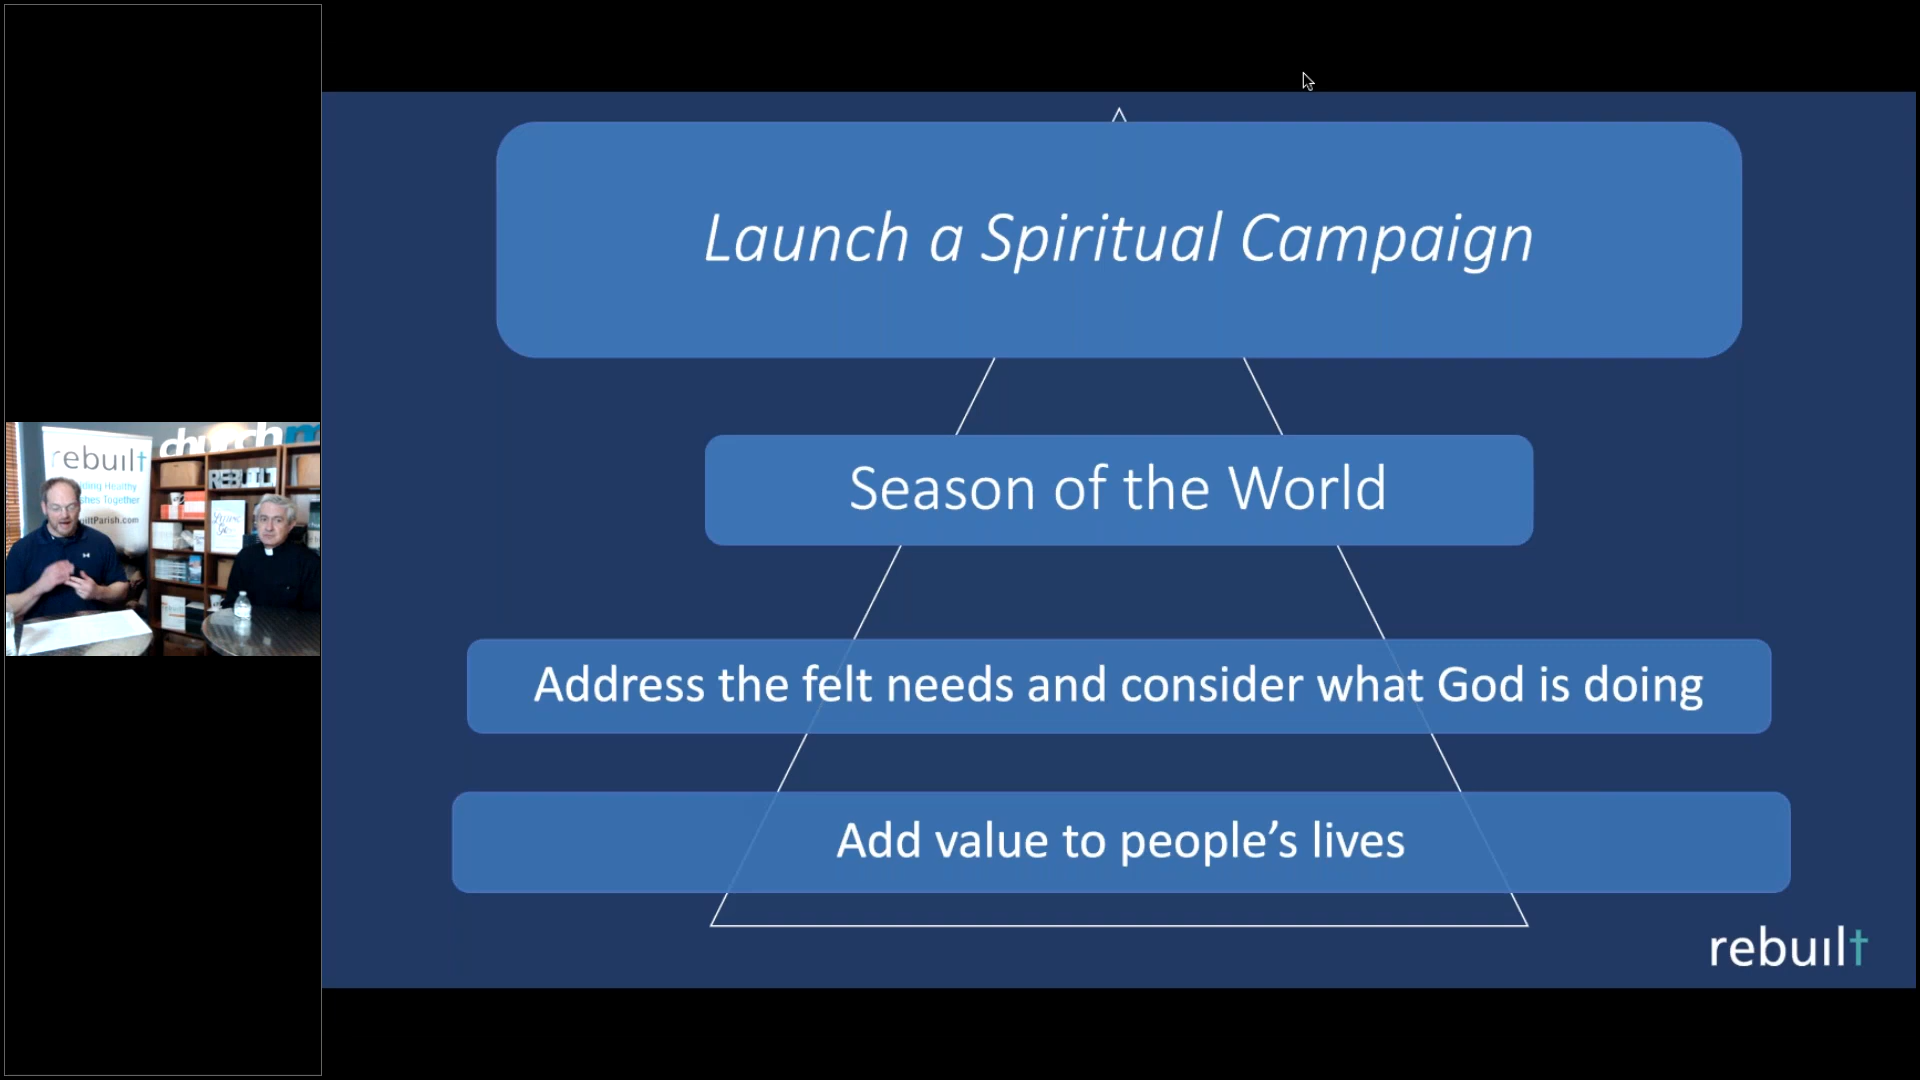 Launch a Spiritual Campaign
Season of the World
Address the felt needs and consider what God is doing
Add value to people’s lives
rebuilt
church
rebuilt
REBUILT